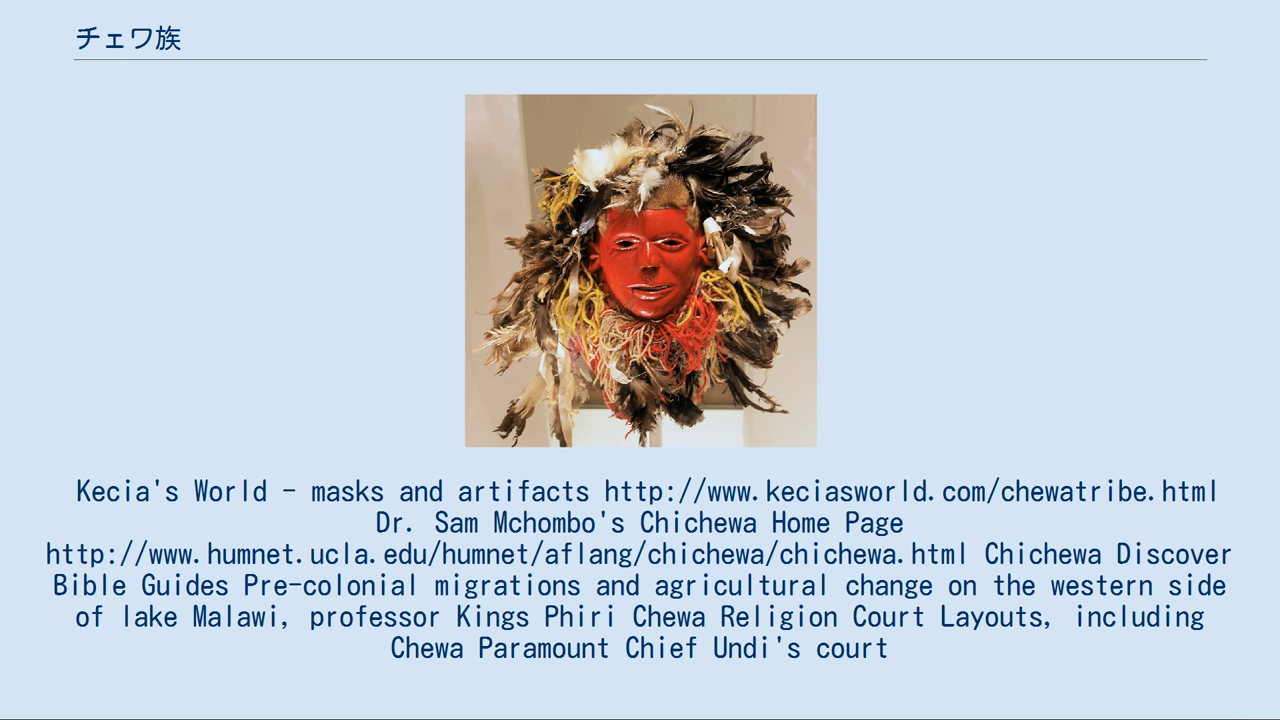 チェワ族
Kecia's World - masks and artifacts http://www.keciasworld.com/chewatribe.html
Dr. Sam Mchombo's Chichewa Home Page
http://www.humnet.ucla.edu/humnet/aflang/chichewa/chichewa.html Chichewa Discover
Bible Guides Pre-colonial migrations and agricultural change on the western side
of lake Malawi, professor Kings Phiri Chewa Religion Court Layouts, including
Chewa Paramount Chief Undi's court